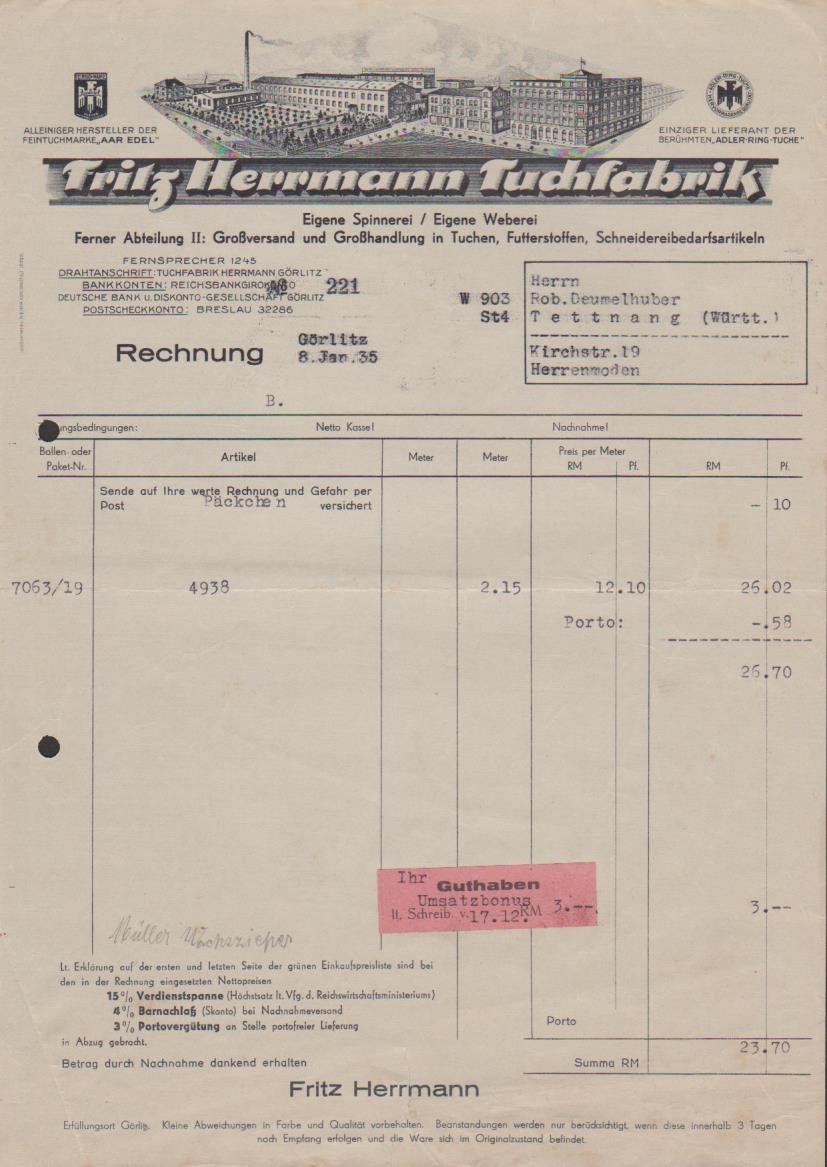 ALLEINIGER HERSTELLER DER
FEINTUCHMARKE „AAR EDEL"
EINZIGER LIEFERANT DER
BERÜHMTEN „ADLER-RING-TUCHE"
Fritz Herrmann Tuchfabrik
Eigene Spinnerei / Eigene Weberei
Ferner Abteilung II: Großversand und Großhandlung in Tuchen, Futterstoffen, Schneidereibedarfsartikeln
FERNSPRECHER 1245
DRAHTANSCHRIFT: TUCHFABRIK HERRMANN GÖRLITZ
BANKKONTEN: REICHSBANKGIROKONTO
№ 221
DEUTSCHE BANK U. DISKONTO-GESELLSCHAFT GÖRLITZ
POSTSCHECKKONTO: BRESLAU 32286
W 903
St4
Herrn
Rob.Deumelhuber
Tettnang (Württ.)
Kirchstr.19
Herrenmoden
Rechnung
Görlitz
8.Jan.35
B.
Netto Kasse! Nachnahme!
Ballen- oder Paket-Nr. Artikel Meter Meter Preis per Meter RM Pf. RM Pf.
Sende auf Ihre werte Rechnung und Gefahr per
Post Päckchen versichert – 10
7063/19 4938 2.15 12.10 26.02
Porto: -.58
26.70
Ihr Guthaben
Umsatzbonus
lt. Schreib. v. 17.12. RM 3.--. 3.--
Müller
Lt. Erklärung auf der ersten und letzten Seite der grünen Einkaufspreisliste sind bei
den in der Rechnung eingesetzten Nettopreisen
15% Verdienstspanne (Höchstsatz lt. Vfg. d. Reichswirtschaftsministeriums)
4% Barnachlaß (Skonto) bei Nachnahmeversand
3% Portovergütung an Stelle portofreier Lieferung
in Abzug gebracht.
Porto
23.70
Betrag durch Nachnahme dankend erhalten Summa RM
Fritz Herrmann
Erfüllungsort Görlitz. Kleine Abweichungen in Farbe und Qualität vorbehalten. Beanstandungen werden nur berücksichtigt, wenn diese innerhalb 3 Tagen
nach Empfang erfolgen und die Ware sich im Originalzustand befindet.